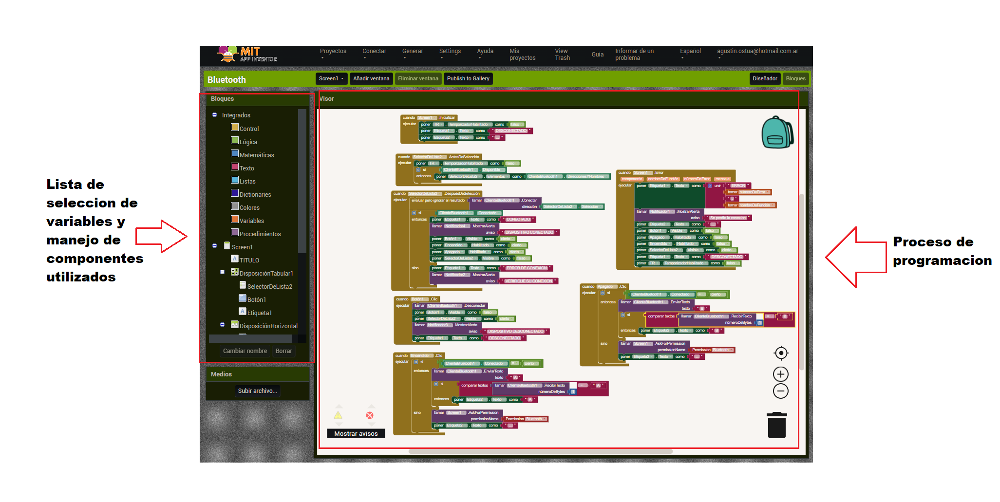 MIT
APP INVENTOR
Proyectos
Conectar
Generar
Settings
Ayuda
Mis
proyectos
View
Trash
Guía
Informar de un
problema
Español
agustin.ostua@hotmail.com.ar
Bluetooth
Screen1
Añadir ventana
Eliminar ventana
Publish to Gallery
Diseñador
Bloques
Bloques
Integrados
Control
Lógica
Matemáticas
Texto
Listas
Dictionaries
Colores
Variables
Procedimientos
Screen1
TITULO
DisposiciónTabular1
SelectorDeLista2
Botón1
Etiqueta1
DisposiciónHorizontal
Cambiar nombre
Borrar
Medios
Subir archivo...
Lista de
seleccion de
variables y
manejo de
componentes
utilizados
Visor
cuando Screen1 .Inicializar
ejecutar poner TR . TemporizadorHabilitado como falso
poner Etiqueta1 . Texto como " DESCONECTADO "
poner Etiqueta2 . Texto como " ... "
cuando SelectorDeLista2 .AntesDeSelección
ejecutar poner TR . TemporizadorHabilitado como falso
si ClienteBluetooth1 . Disponible
entonces poner SelectorDeLista2 . Elementos como ClienteBluetooth1 . DireccionesYNombres
cuando SelectorDeLista2 .DespuésDeSelección
ejecutar evaluar pero ignorar el resultado llamar ClienteBluetooth1 .Conectar
dirección SelectorDeLista2 . Selección
si ClienteBluetooth1 . Conectado
entonces poner Etiqueta1 . Texto como " CONECTADO "
llamar Notificador4 .MostrarAlerta
aviso " DISPOSITIVO CONECTADO "
poner Botón1 . Visible como cierto
poner Encendido . Habilitado como cierto
poner Apagado . Habilitado como cierto
poner SelectorDeLista2 . Visible como falso
sino poner Etiqueta1 . Texto como " ERROR DE CONEXION "
llamar Notificador2 .MostrarAlerta
aviso " VERIFIQUE SU CONEXION "
cuando Botón1 .Clic
ejecutar llamar ClienteBluetooth1 .Desconectar
poner Botón1 . Visible como falso
poner SelectorDeLista2 . Visible como cierto
llamar Notificador3 .MostrarAlerta
aviso " DISPOSITIVO DESCONECTADO "
poner Etiqueta1 . Texto como " DESCONECTADO "
cuando Encendido .Clic
ejecutar si ClienteBluetooth1 . Conectado = cierto
entonces llamar ClienteBluetooth1 .EnviarTexto
texto " A "
si comparar textos llamar ClienteBluetooth1 .RecibirTexto = " A "
númeroDeBytes 1
entonces poner Etiqueta2 . Texto como " A "
sino llamar Screen1 .AskForPermission
permissionName Permission Bluetooth
poner Etiqueta2 . Texto como " ... "
cuando Screen1 .Error
componente nombreDeFunción númeroDeError mensaje
ejecutar poner Etiqueta1 . Texto como unir " ERROR "
tomar númeroDeError
" , "
tomar nombreDeFunción
llamar Notificador1 .MostrarAlerta
aviso " Se perdio la conexion "
poner Etiqueta2 . Texto como " ... "
poner Botón1 . Visible como falso
poner Apagado . Habilitado como falso
poner Encendido . Habilitado como falso
poner SelectorDeLista2 . Visible como cierto
poner Etiqueta1 . Texto como " DESCONECTADO "
poner TR . TemporizadorHabilitado como falso
cuando Apagado .Clic
ejecutar si ClienteBluetooth1 . Conectado = cierto
entonces llamar ClienteBluetooth1 .EnviarTexto
texto " B "
si comparar textos llamar ClienteBluetooth1 .RecibirTexto = " B "
númeroDeBytes 1
entonces poner Etiqueta2 . Texto como " B "
sino llamar Screen1 .AskForPermission
permissionName Permission Bluetooth
poner Etiqueta2 . Texto como " ... "
Mostrar avisos
Proceso de
programacion